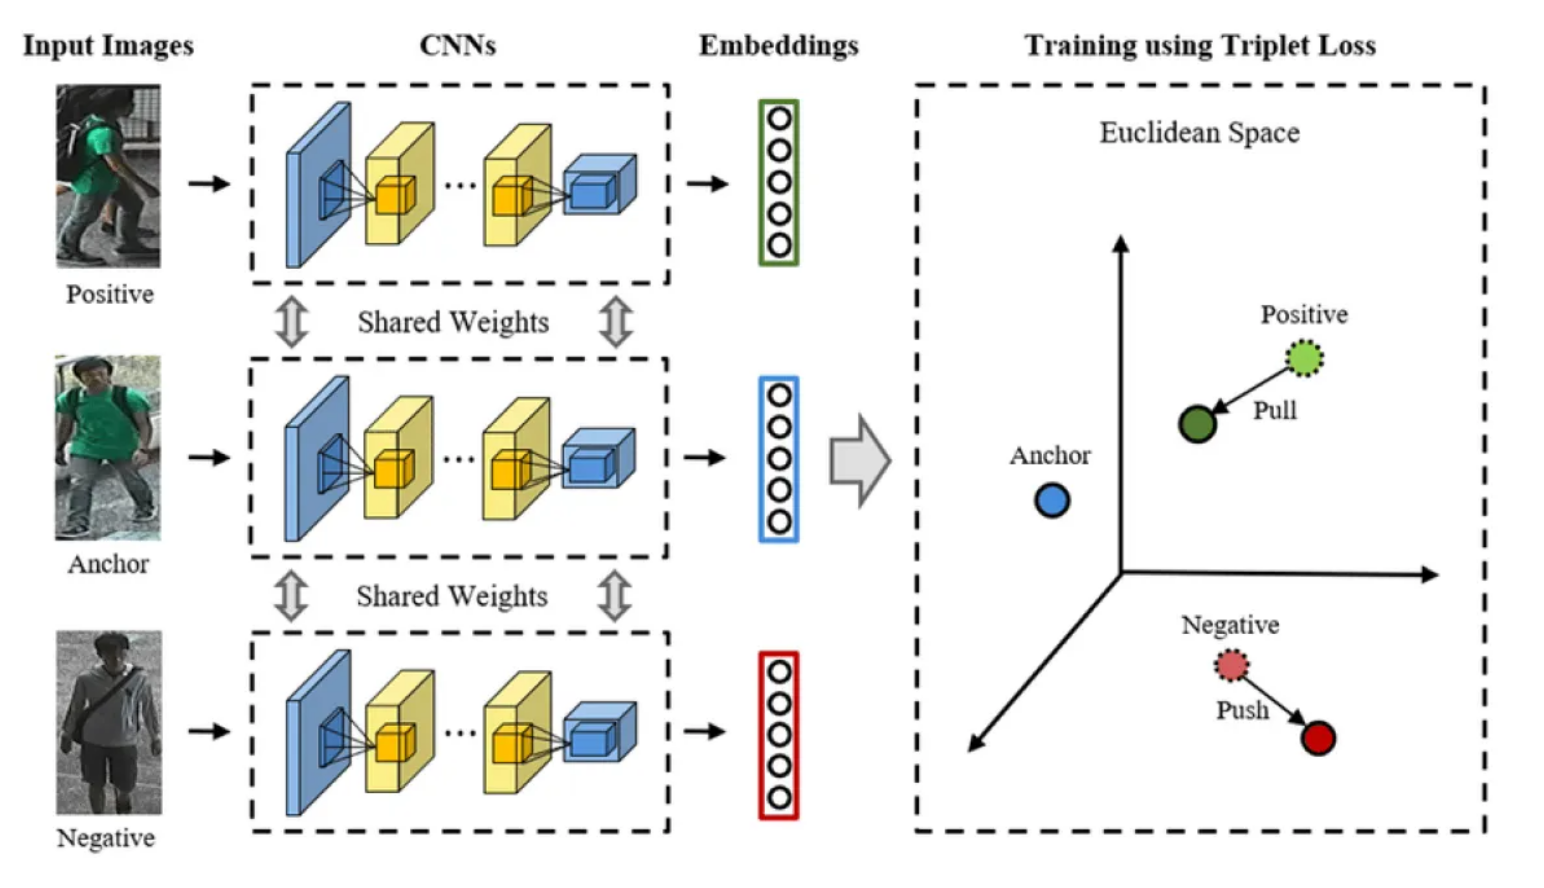 Input Images
CNNs
Embeddings
Training using Triplet Loss
Positive
Shared Weights
Anchor
Shared Weights
Negative
Euclidean Space
Positive
Pull
Anchor
Negative
Push